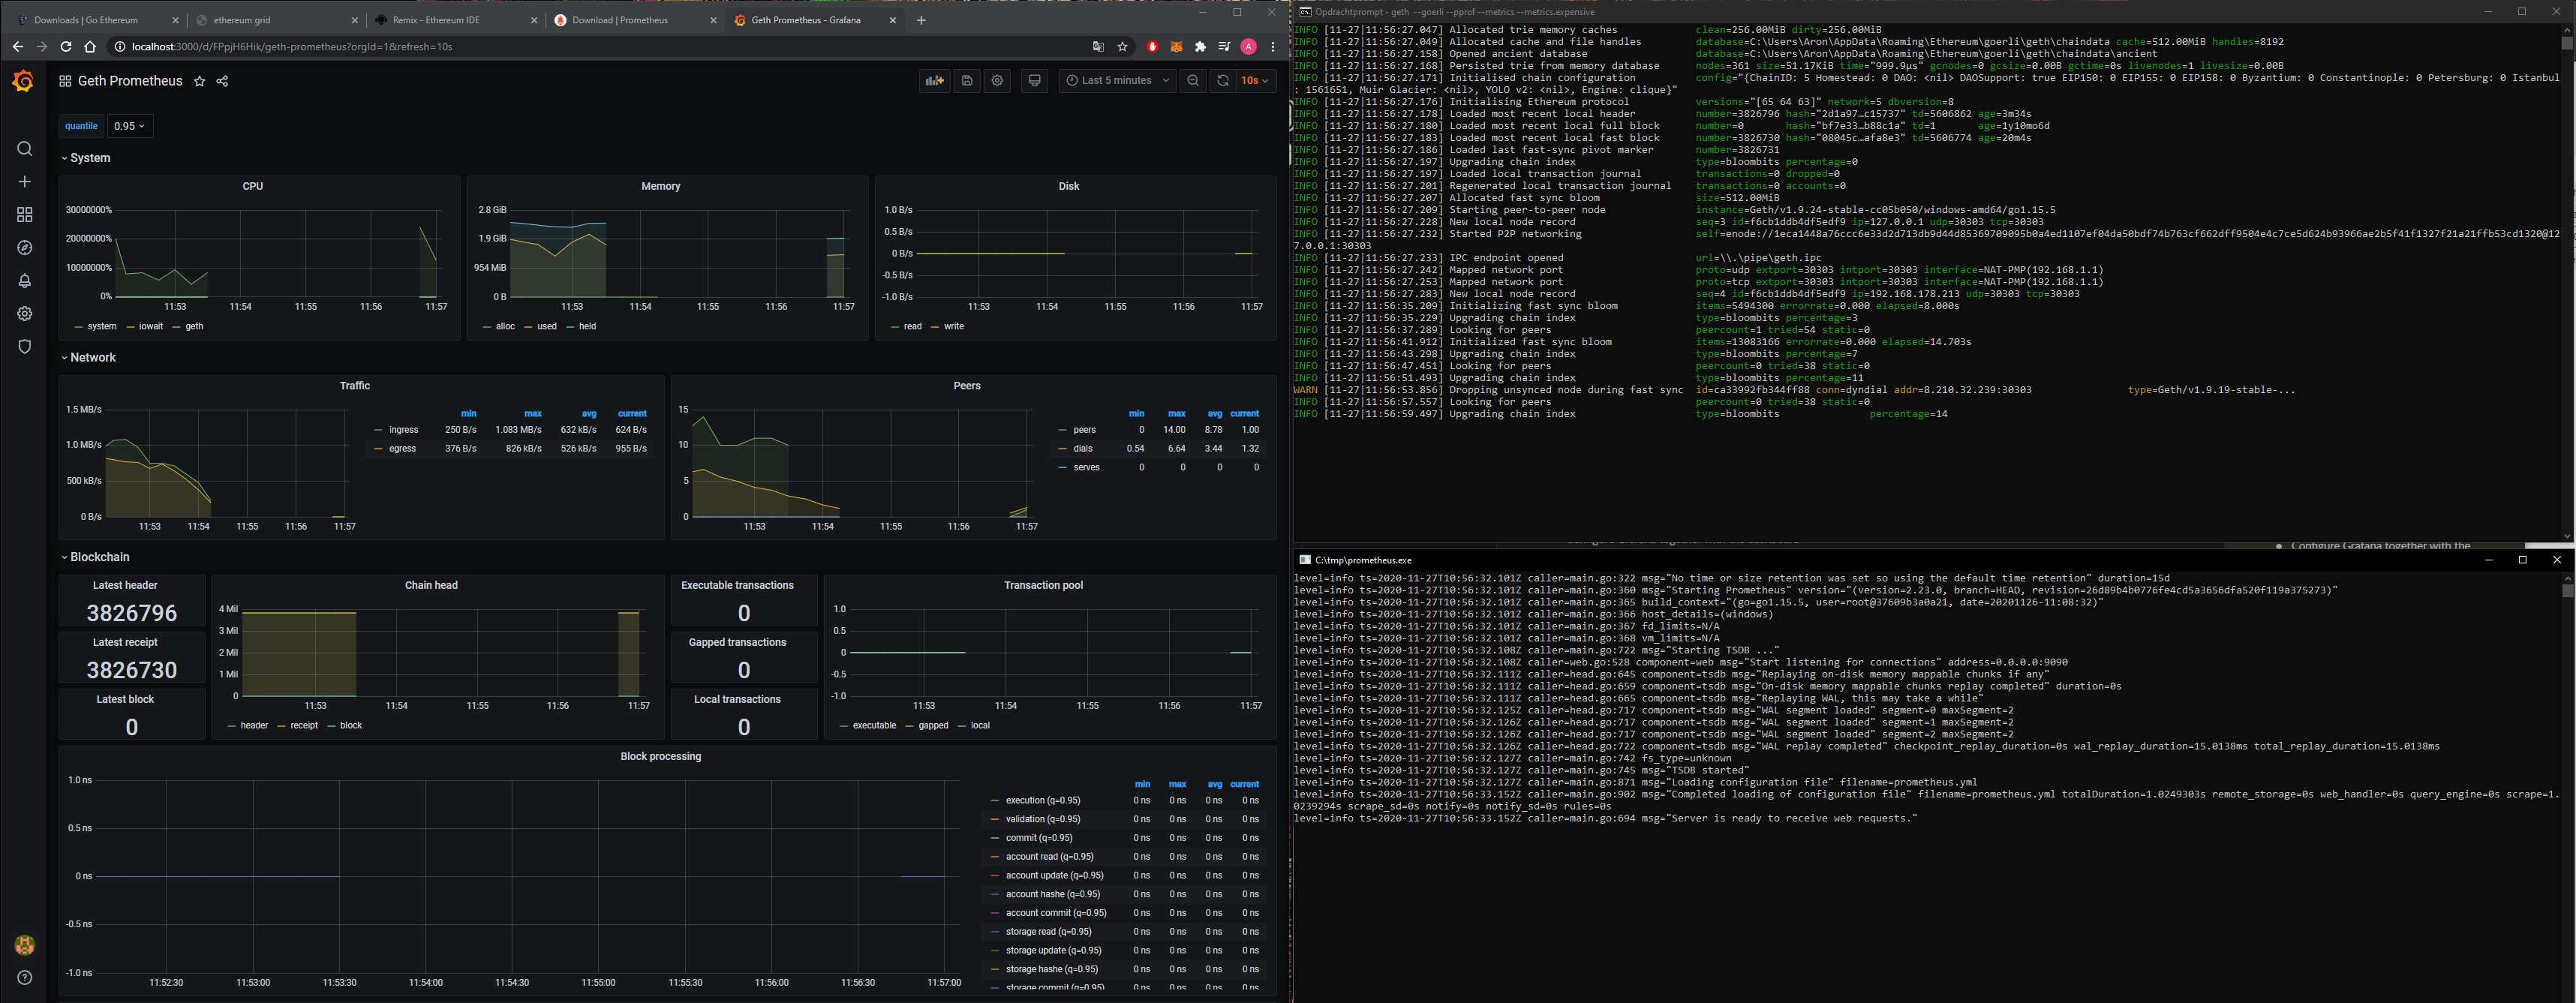 Downloads | Go Ethereum
ethereum grid
Remix - Ethereum IDE
Download | Prometheus
Geth Prometheus - Grafana
localhost:3000/d/FPpjH6Hik/geth-prometheus?orgId=1&refresh=10s
A
Geth Prometheus
Last 5 minutes
10s
quantile 0.95
System
CPU
30000000%
20000000%
10000000%
0%
11:53 11:54 11:55 11:56 11:57
system iowait geth
Memory
2.8 GiB
1.9 GiB
954 MiB
0 B
11:53 11:54 11:55 11:56 11:57
alloc used held
Disk
1.0 B/s
0.5 B/s
0 B/s
-0.5 B/s
-1.0 B/s
11:53 11:54 11:55 11:56 11:57
read write
Network
Traffic
1.5 MB/s
1.0 MB/s
500 kB/s
0 B/s
11:53 11:54 11:55 11:56 11:57
min max avg current
ingress 250 B/s 1.083 MB/s 632 kB/s 624 B/s
egress 376 B/s 826 kB/s 526 kB/s 955 B/s
Peers
15
10
5
0
11:53 11:54 11:55 11:56 11:57
min max avg current
peers 0 14.00 8.78 1.00
dials 0.54 6.64 3.44 1.32
serves 0 0 0 0
Blockchain
Latest header
3826796
Latest receipt
3826730
Latest block
0
Chain head
4 Mil
3 Mil
2 Mil
1 Mil
0
11:53 11:54 11:55 11:56 11:57
header receipt block
Executable transactions
0
Gapped transactions
0
Local transactions
0
Transaction pool
1.0
0.5
0
-0.5
-1.0
11:53 11:54 11:55 11:56 11:57
executable gapped local
Block processing
1.0 ns
0.5 ns
0 ns
-0.5 ns
-1.0 ns
11:52:30 11:53:00 11:53:30 11:54:00 11:54:30 11:55:00 11:55:30 11:56:00 11:56:30 11:57:00
min max avg current
execution (q=0.95) 0 ns 0 ns 0 ns 0 ns
validation (q=0.95) 0 ns 0 ns 0 ns 0 ns
commit (q=0.95) 0 ns 0 ns 0 ns 0 ns
account read (q=0.95) 0 ns 0 ns 0 ns 0 ns
account update (q=0.95) 0 ns 0 ns 0 ns 0 ns
account hashe (q=0.95) 0 ns 0 ns 0 ns 0 ns
account commit (q=0.95) 0 ns 0 ns 0 ns 0 ns
storage read (q=0.95) 0 ns 0 ns 0 ns 0 ns
storage update (q=0.95) 0 ns 0 ns 0 ns 0 ns
storage hashe (q=0.95) 0 ns 0 ns 0 ns 0 ns
storage commit (q=0.95) 0 ns 0 ns 0 ns 0 ns
Opdrachtprompt - geth --goerli --pprof --metrics --metrics.expensive
INFO [11-27|11:56:27.047] Allocated trie memory caches clean=256.00MiB dirty=256.00MiB
INFO [11-27|11:56:27.049] Allocated cache and file handles database=C:\Users\Aron\AppData\Roaming\Ethereum\goerli\geth\chaindata cache=512.00MiB handles=8192
INFO [11-27|11:56:27.158] Opened ancient database database=C:\Users\Aron\AppData\Roaming\Ethereum\goerli\geth\chaindata\ancient
INFO [11-27|11:56:27.168] Persisted trie from memory database nodes=361 size=51.17KiB time="999.9µs" gcnodes=0 gcsize=0.00B gctime=0s livenodes=1 livesize=0.00B
INFO [11-27|11:56:27.171] Initialised chain configuration config="{ChainID: 5 Homestead: 0 DAO: <nil> DAOSupport: true EIP150: 0 EIP155: 0 EIP158: 0 Byzantium: 0 Constantinople: 0 Petersburg: 0 Istanbul
: 1561651, Muir Glacier: <nil>, YOLO v2: <nil>, Engine: clique}"
INFO [11-27|11:56:27.176] Initialising Ethereum protocol versions="[65 64 63]" network=5 dbversion=8
INFO [11-27|11:56:27.178] Loaded most recent local header number=3826796 hash="2d1a97…c15737" td=5606862 age=3m34s
INFO [11-27|11:56:27.180] Loaded most recent local full block number=0 hash="bf7e33…b88c1a" td=1 age=1y10mo6d
INFO [11-27|11:56:27.183] Loaded most recent local fast block number=3826730 hash="08045c…afa8e3" td=5606774 age=20m4s
INFO [11-27|11:56:27.186] Loaded last fast-sync pivot marker number=3826731
INFO [11-27|11:56:27.197] Upgrading chain index type=bloombits percentage=0
INFO [11-27|11:56:27.197] Loaded local transaction journal transactions=0 dropped=0
INFO [11-27|11:56:27.201] Regenerated local transaction journal transactions=0 accounts=0
INFO [11-27|11:56:27.207] Allocated fast sync bloom size=512.00MiB
INFO [11-27|11:56:27.209] Starting peer-to-peer node instance=Geth/v1.9.24-stable-cc05b050/windows-amd64/go1.15.5
INFO [11-27|11:56:27.228] New local node record seq=3 id=f6cb1ddb4df5edf9 ip=127.0.0.1 udp=30303 tcp=30303
INFO [11-27|11:56:27.232] Started P2P networking self=enode://1eca1448a76ccc6e33d2d713db9d44d85369709095b0a4ed1107ef04da50bdf74b763cf662dff9504e4c7ce5d624b93966ae2b5f41f1327f21a21ffb53cd1320@12
7.0.0.1:30303
INFO [11-27|11:56:27.233] IPC endpoint opened url=\\.\pipe\geth.ipc
INFO [11-27|11:56:27.242] Mapped network port proto=udp extport=30303 intport=30303 interface=NAT-PMP(192.168.1.1)
INFO [11-27|11:56:27.253] Mapped network port proto=tcp extport=30303 intport=30303 interface=NAT-PMP(192.168.1.1)
INFO [11-27|11:56:27.283] New local node record seq=4 id=f6cb1ddb4df5edf9 ip=192.168.178.213 udp=30303 tcp=30303
INFO [11-27|11:56:35.209] Initializing fast sync bloom items=5494300 errorrate=0.000 elapsed=8.000s
INFO [11-27|11:56:35.229] Upgrading chain index type=bloombits percentage=3
INFO [11-27|11:56:37.289] Looking for peers peercount=1 tried=54 static=0
INFO [11-27|11:56:41.912] Initialized fast sync bloom items=13083166 errorrate=0.000 elapsed=14.703s
INFO [11-27|11:56:43.298] Upgrading chain index type=bloombits percentage=7
INFO [11-27|11:56:47.451] Looking for peers peercount=0 tried=38 static=0
INFO [11-27|11:56:51.493] Upgrading chain index type=bloombits percentage=11
WARN [11-27|11:56:53.856] Dropping unsynced node during fast sync id=ca33992fb344ff88 conn=dyndial addr=8.210.32.239:30303 type=Geth/v1.9.19-stable-...
INFO [11-27|11:56:57.557] Looking for peers peercount=0 tried=38 static=0
INFO [11-27|11:56:59.497] Upgrading chain index type=bloombits percentage=14
Configure Grafana together with the
C:\tmp\prometheus.exe
level=info ts=2020-11-27T10:56:32.101Z caller=main.go:322 msg="No time or size retention was set so using the default time retention" duration=15d
level=info ts=2020-11-27T10:56:32.101Z caller=main.go:360 msg="Starting Prometheus" version="(version=2.23.0, branch=HEAD, revision=26d89b4b0776fe4cd5a3656dfa520f119a375273)"
level=info ts=2020-11-27T10:56:32.101Z caller=main.go:365 build_context="(go=go1.15.5, user=root@37609b3a0a21, date=20201126-11:08:32)"
level=info ts=2020-11-27T10:56:32.101Z caller=main.go:366 host_details=(windows)
level=info ts=2020-11-27T10:56:32.101Z caller=main.go:367 fd_limits=N/A
level=info ts=2020-11-27T10:56:32.101Z caller=main.go:368 vm_limits=N/A
level=info ts=2020-11-27T10:56:32.108Z caller=main.go:722 msg="Starting TSDB ..."
level=info ts=2020-11-27T10:56:32.108Z caller=web.go:528 component=web msg="Start listening for connections" address=0.0.0.0:9090
level=info ts=2020-11-27T10:56:32.111Z caller=head.go:645 component=tsdb msg="Replaying on-disk memory mappable chunks if any"
level=info ts=2020-11-27T10:56:32.111Z caller=head.go:659 component=tsdb msg="On-disk memory mappable chunks replay completed" duration=0s
level=info ts=2020-11-27T10:56:32.111Z caller=head.go:665 component=tsdb msg="Replaying WAL, this may take a while"
level=info ts=2020-11-27T10:56:32.125Z caller=head.go:717 component=tsdb msg="WAL segment loaded" segment=0 maxSegment=2
level=info ts=2020-11-27T10:56:32.126Z caller=head.go:717 component=tsdb msg="WAL segment loaded" segment=1 maxSegment=2
level=info ts=2020-11-27T10:56:32.126Z caller=head.go:717 component=tsdb msg="WAL segment loaded" segment=2 maxSegment=2
level=info ts=2020-11-27T10:56:32.126Z caller=head.go:722 component=tsdb msg="WAL replay completed" checkpoint_replay_duration=0s wal_replay_duration=15.0138ms total_replay_duration=15.0138ms
level=info ts=2020-11-27T10:56:32.127Z caller=main.go:742 fs_type=unknown
level=info ts=2020-11-27T10:56:32.127Z caller=main.go:745 msg="TSDB started"
level=info ts=2020-11-27T10:56:32.127Z caller=main.go:871 msg="Loading configuration file" filename=prometheus.yml
level=info ts=2020-11-27T10:56:33.152Z caller=main.go:902 msg="Completed loading of configuration file" filename=prometheus.yml totalDuration=1.0249303s remote_storage=0s web_handler=0s query_engine=0s scrape=1.
0239294s scrape_sd=0s notify=0s notify_sd=0s rules=0s
level=info ts=2020-11-27T10:56:33.152Z caller=main.go:694 msg="Server is ready to receive web requests."